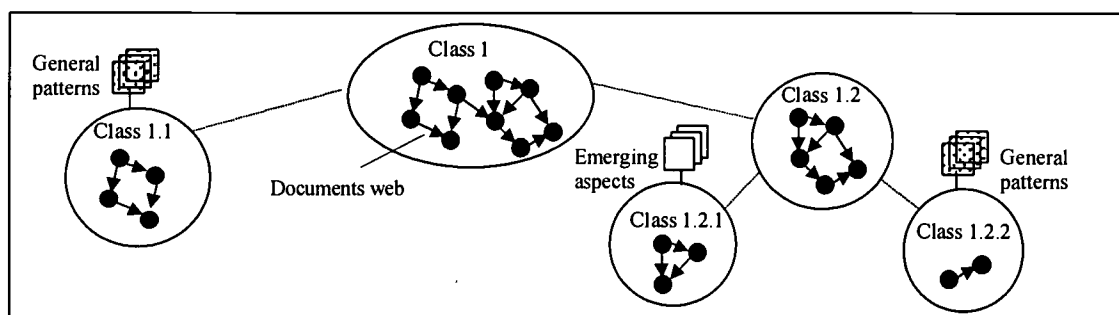 General
patterns
Class 1.1
Class 1
Documents web
Class 1.2
Emerging
aspects
Class 1.2.1
General
patterns
Class 1.2.2